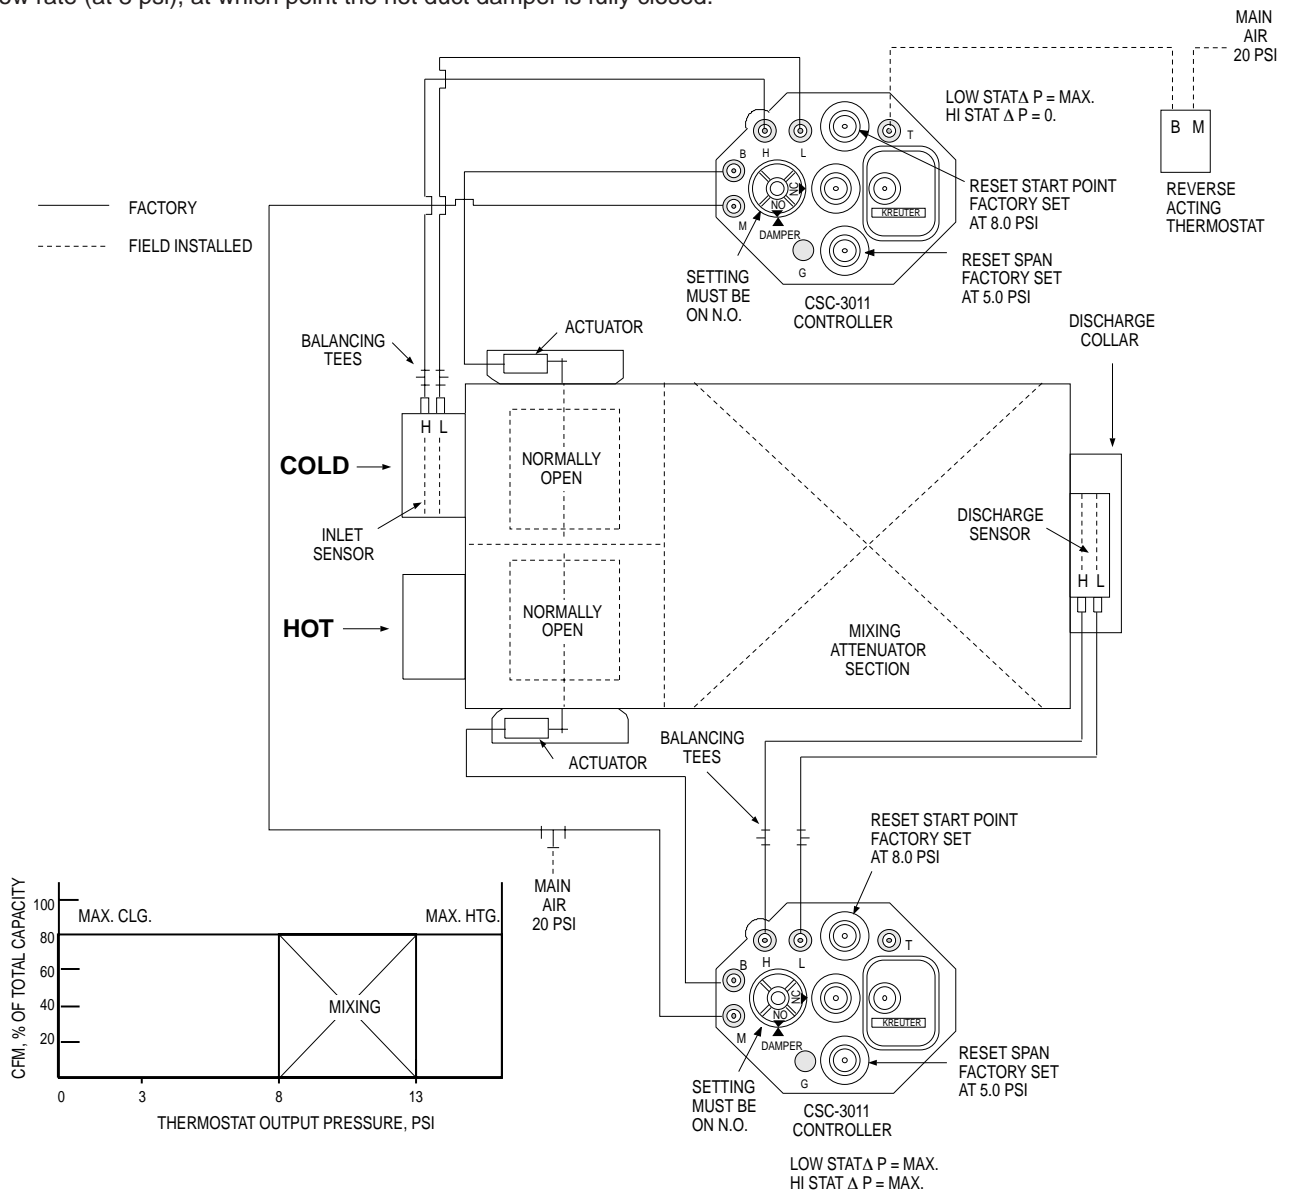 ow rate (at 8 psi), at which point the hot duct damper is fully closed.
MAIN
AIR
20 PSI
LOW STAT Δ P = MAX.
HI STAT Δ P = 0.
B M
REVERSE
ACTING
THERMOSTAT
FACTORY
FIELD INSTALLED
B H L T
M
NC
NO
DAMPER
G
KREUTER
RESET START POINT
FACTORY SET
AT 8.0 PSI
RESET SPAN
FACTORY SET
AT 5.0 PSI
SETTING
MUST BE
ON N.O.
CSC-3011
CONTROLLER
DISCHARGE
COLLAR
BALANCING
TEES
ACTUATOR
H L
COLD
NORMALLY
OPEN
INLET
SENSOR
DISCHARGE
SENSOR
H L
HOT
NORMALLY
OPEN
MIXING
ATTENUATOR
SECTION
ACTUATOR
BALANCING
TEES
MAIN
AIR
20 PSI
RESET START POINT
FACTORY SET
AT 8.0 PSI
B H L T
M
NC
NO
DAMPER
G
KREUTER
RESET SPAN
FACTORY SET
AT 5.0 PSI
SETTING
MUST BE
ON N.O.
CSC-3011
CONTROLLER
LOW STAT Δ P = MAX.
HI STAT Δ P = MAX.
CFM, % OF TOTAL CAPACITY
100
80
60
40
20
MAX. CLG.
MAX. HTG.
MIXING
0 3 8 13
THERMOSTAT OUTPUT PRESSURE, PSI